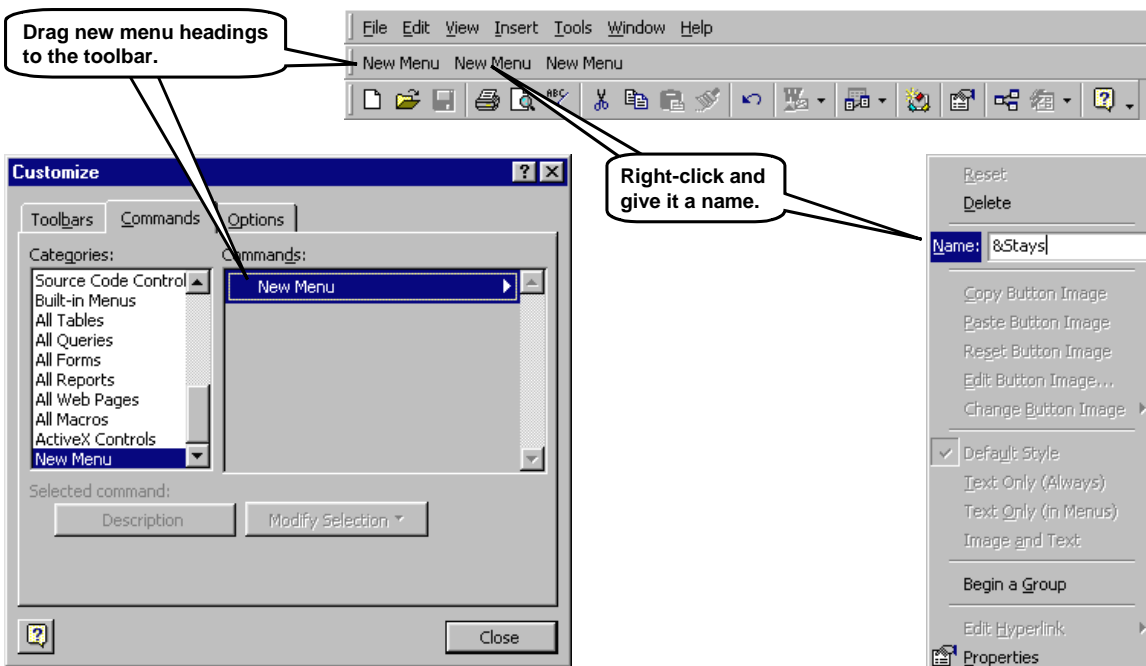 Drag new menu headings
to the toolbar.
File Edit View Insert Tools Window Help
New Menu New Menu New Menu
ABC
Customize
Toolbars Commands Options
Categories: Commands:
Source Code Control
Built-in Menus
All Tables
All Queries
All Forms
All Reports
All Web Pages
All Macros
ActiveX Controls
New Menu
New Menu
Selected command:
Description Modify Selection
Close
Right-click and
give it a name.
Reset
Delete
Name: &Stays
Copy Button Image
Paste Button Image
Reset Button Image
Edit Button Image...
Change Button Image
Default Style
Text Only (Always)
Text Only (in Menus)
Image and Text
Begin a Group
Edit Hyperlink
Properties